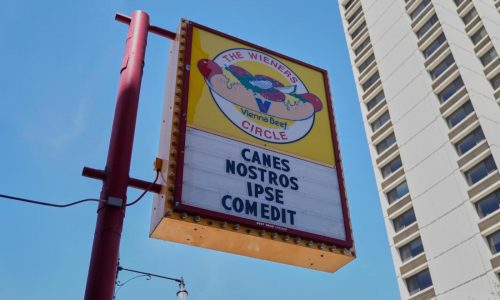 THE WIENERS
Vienna Beef
CIRCLE
CANES
NOSTROS
IPSE
COMEDIT